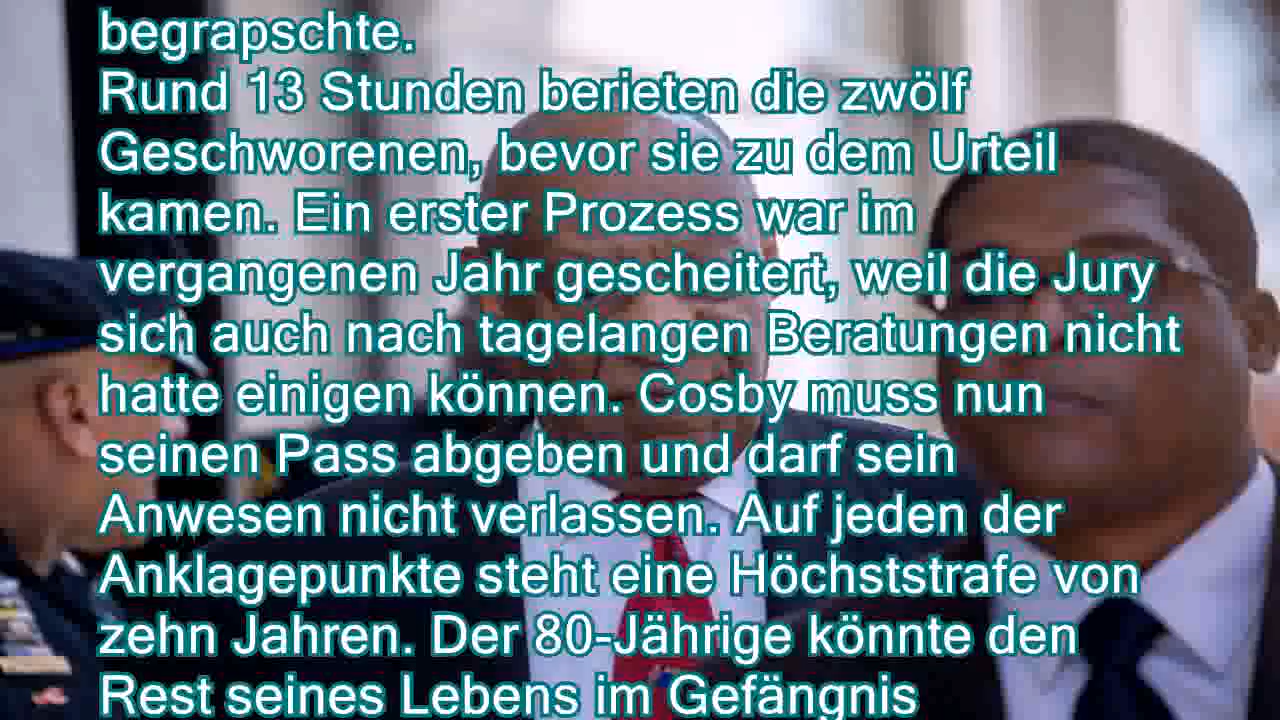 begrapschte.
Rund 13 Stunden berieten die zwölf
Geschworenen, bevor sie zu dem Urteil
kamen. Ein erster Prozess war im
vergangenen Jahr gescheitert, weil die Jury
sich auch nach tagelangen Beratungen nicht
hatte einigen können. Cosby muss nun
seinen Pass abgeben und darf sein
Anwesen nicht verlassen. Auf jeden der
Anklagepunkte steht eine Höchststrafe von
zehn Jahren. Der 80-Jährige könnte den
Rest seines Lebens im Gefängnis